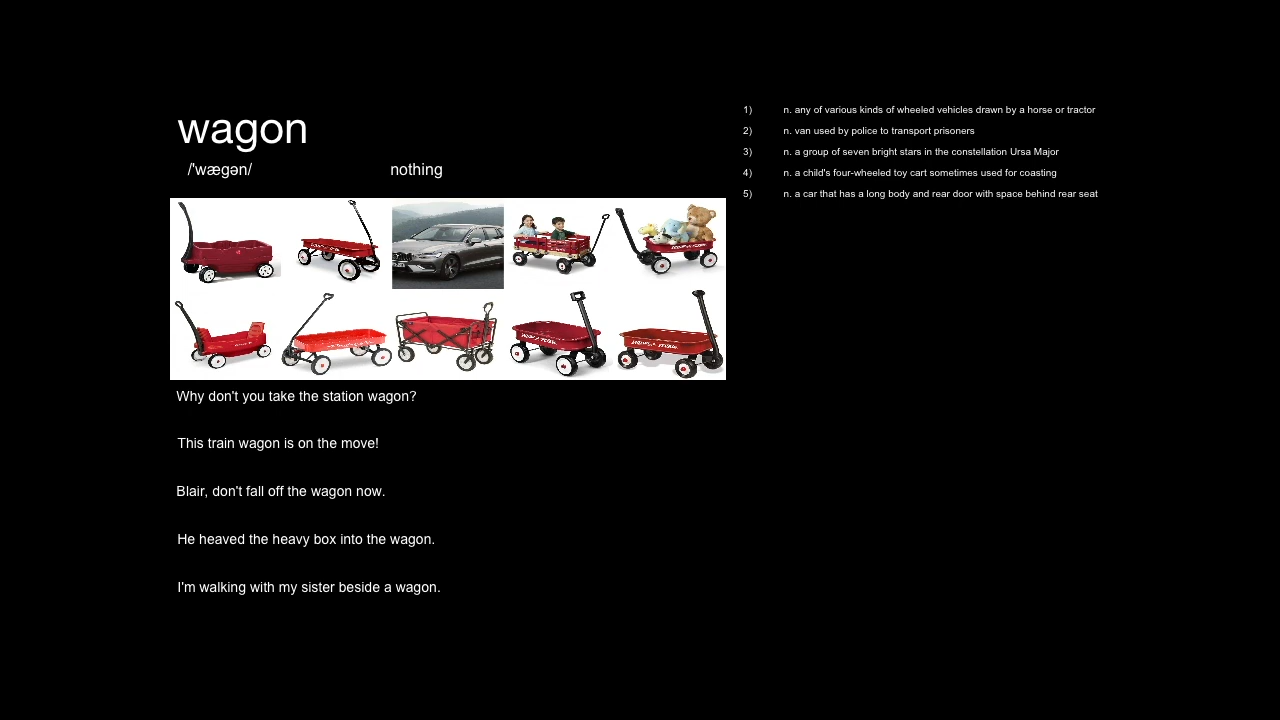 wagon
/'wægən/
nothing
1) n. any of various kinds of wheeled vehicles drawn by a horse or tractor
2) n. van used by police to transport prisoners
3) n. a group of seven bright stars in the constellation Ursa Major
4) n. a child's four-wheeled toy cart sometimes used for coasting
5) n. a car that has a long body and rear door with space behind rear seat
Why don't you take the station wagon?
This train wagon is on the move!
Blair, don't fall off the wagon now.
He heaved the heavy box into the wagon.
I'm walking with my sister beside a wagon.